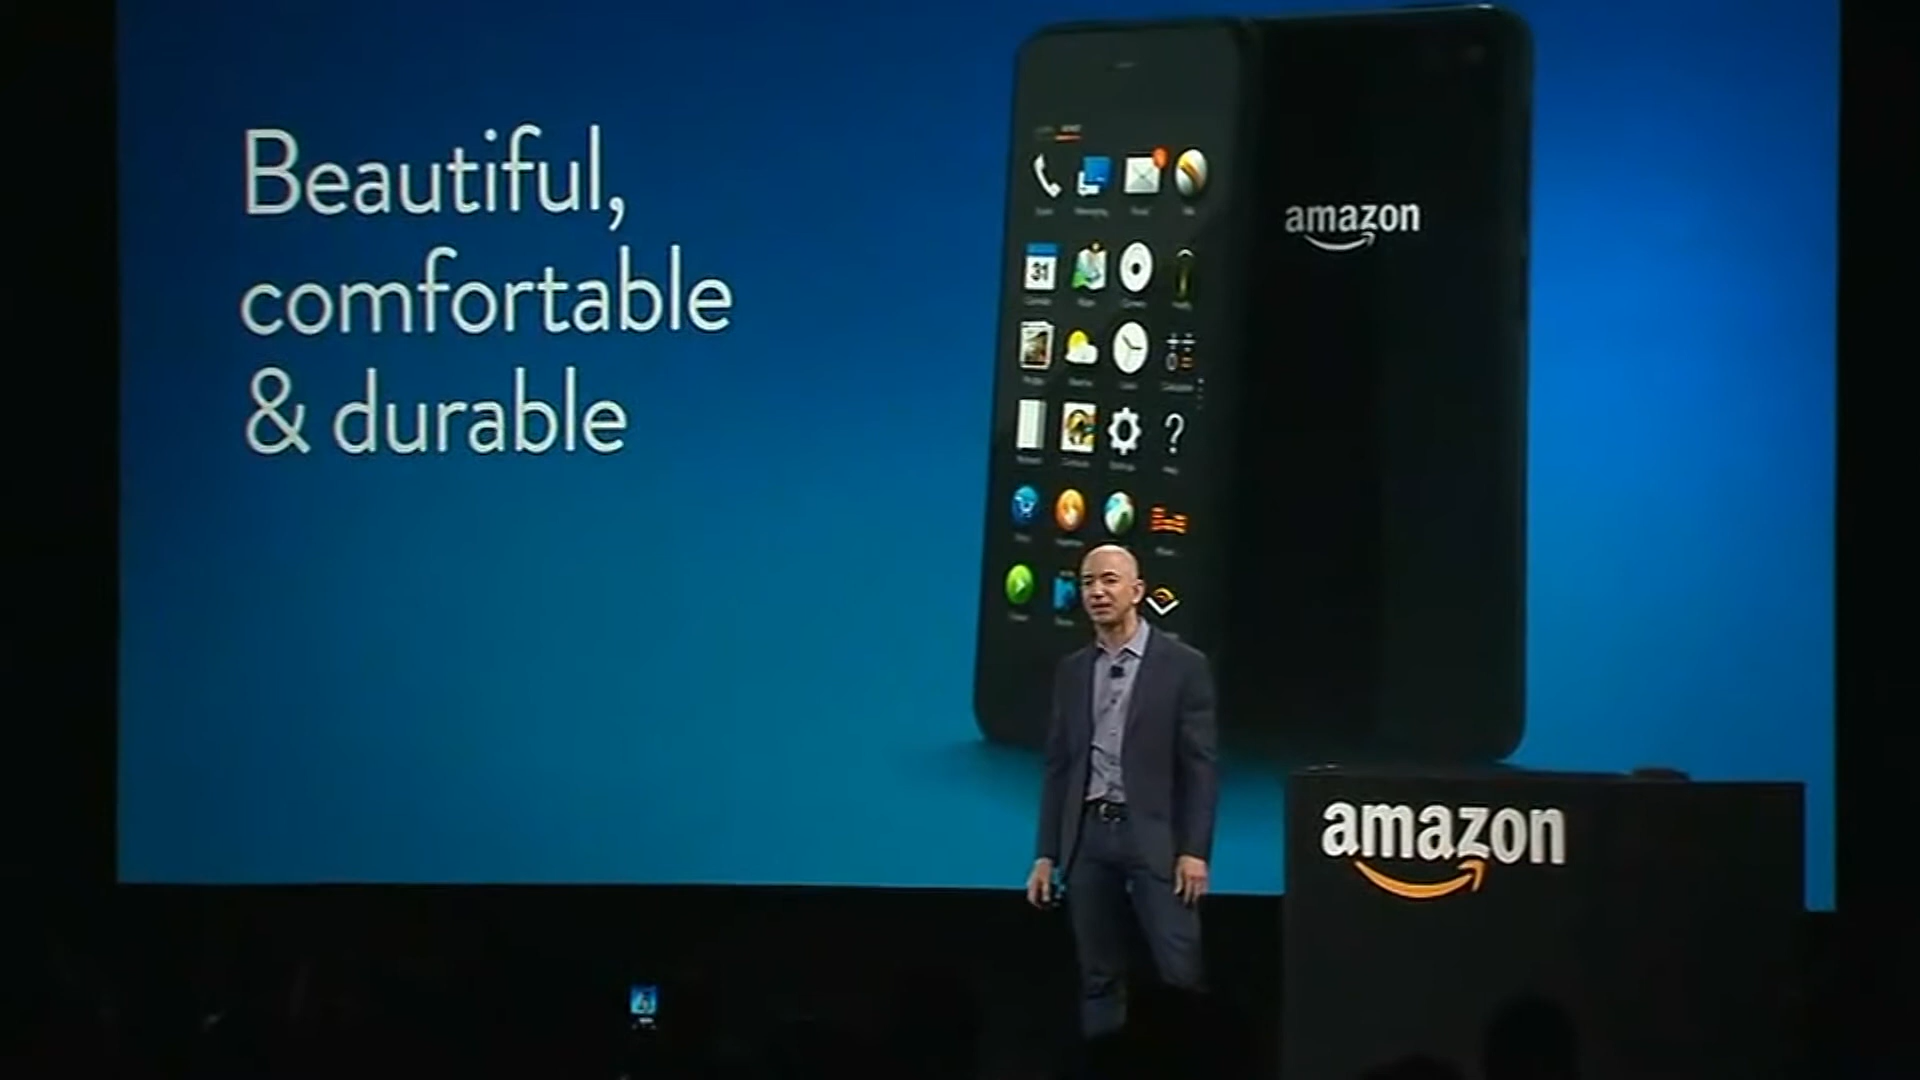 Beautiful,
comfortable
& durable
amazon
31
amazon